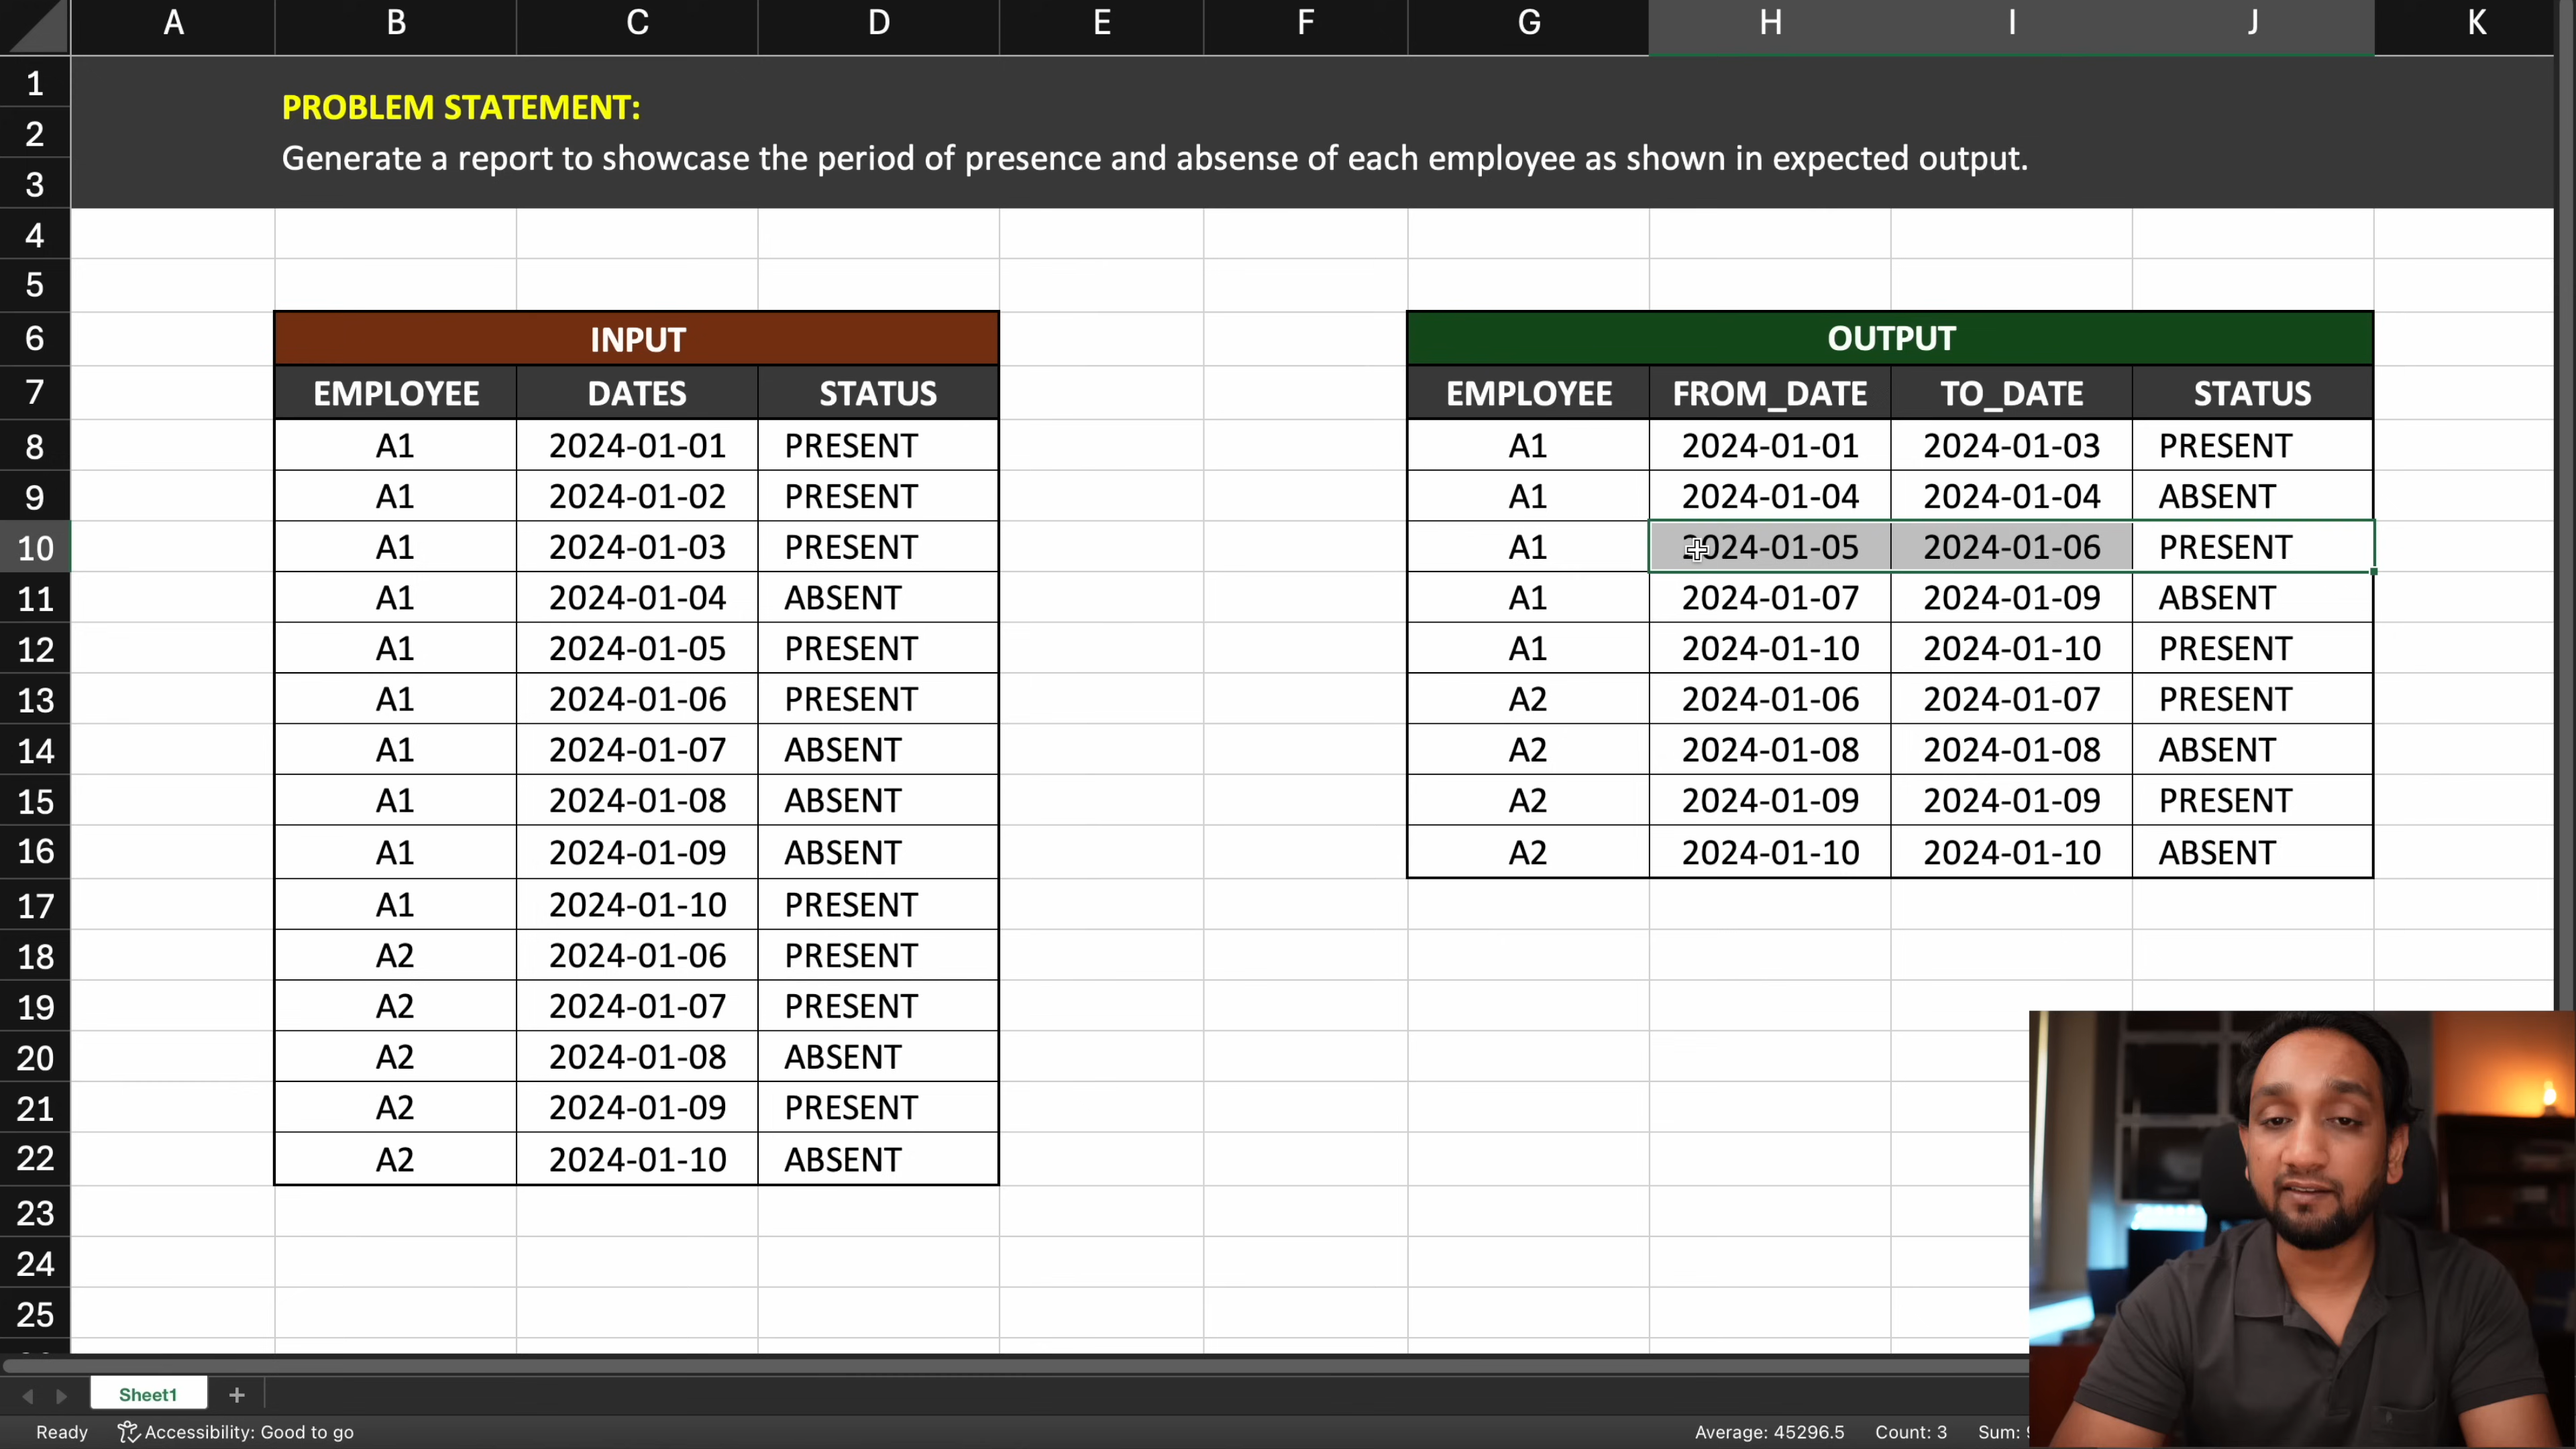 A B C D E F G H I J K
1 PROBLEM STATEMENT:
2 Generate a report to showcase the period of presence and absense of each employee as shown in expected output.
3
4
5
6 INPUT OUTPUT
7 EMPLOYEE DATES STATUS EMPLOYEE FROM_DATE TO_DATE STATUS
8 A1 2024-01-01 PRESENT A1 2024-01-01 2024-01-03 PRESENT
9 A1 2024-01-02 PRESENT A1 2024-01-04 2024-01-04 ABSENT
10 A1 2024-01-03 PRESENT A1 2024-01-05 2024-01-06 PRESENT
11 A1 2024-01-04 ABSENT A1 2024-01-07 2024-01-09 ABSENT
12 A1 2024-01-05 PRESENT A1 2024-01-10 2024-01-10 PRESENT
13 A1 2024-01-06 PRESENT A2 2024-01-06 2024-01-07 PRESENT
14 A1 2024-01-07 ABSENT A2 2024-01-08 2024-01-08 ABSENT
15 A1 2024-01-08 ABSENT A2 2024-01-09 2024-01-09 PRESENT
16 A1 2024-01-09 ABSENT A2 2024-01-10 2024-01-10 ABSENT
17 A1 2024-01-10 PRESENT
18 A2 2024-01-06 PRESENT
19 A2 2024-01-07 PRESENT
20 A2 2024-01-08 ABSENT
21 A2 2024-01-09 PRESENT
22 A2 2024-01-10 ABSENT
23
24
25
Sheet1 +
Ready Accessibility: Good to go Average: 45296.5 Count: 3 Sum: